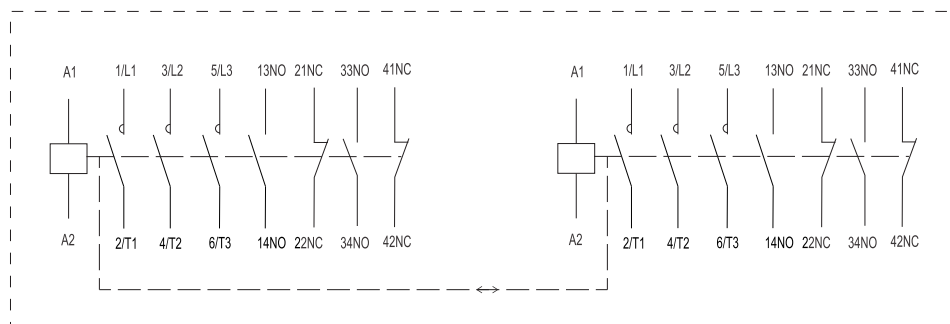 A1 1/L1 3/L2 5/L3 13NO 21NC 33NO 41NC A1 1/L1 3/L2 5/L3 13NO 21NC 33NO 41NC
A2 2/T1 4/T2 6/T3 14NO 22NC 34NO 42NC A2 2/T1 4/T2 6/T3 14NO 22NC 34NO 42NC